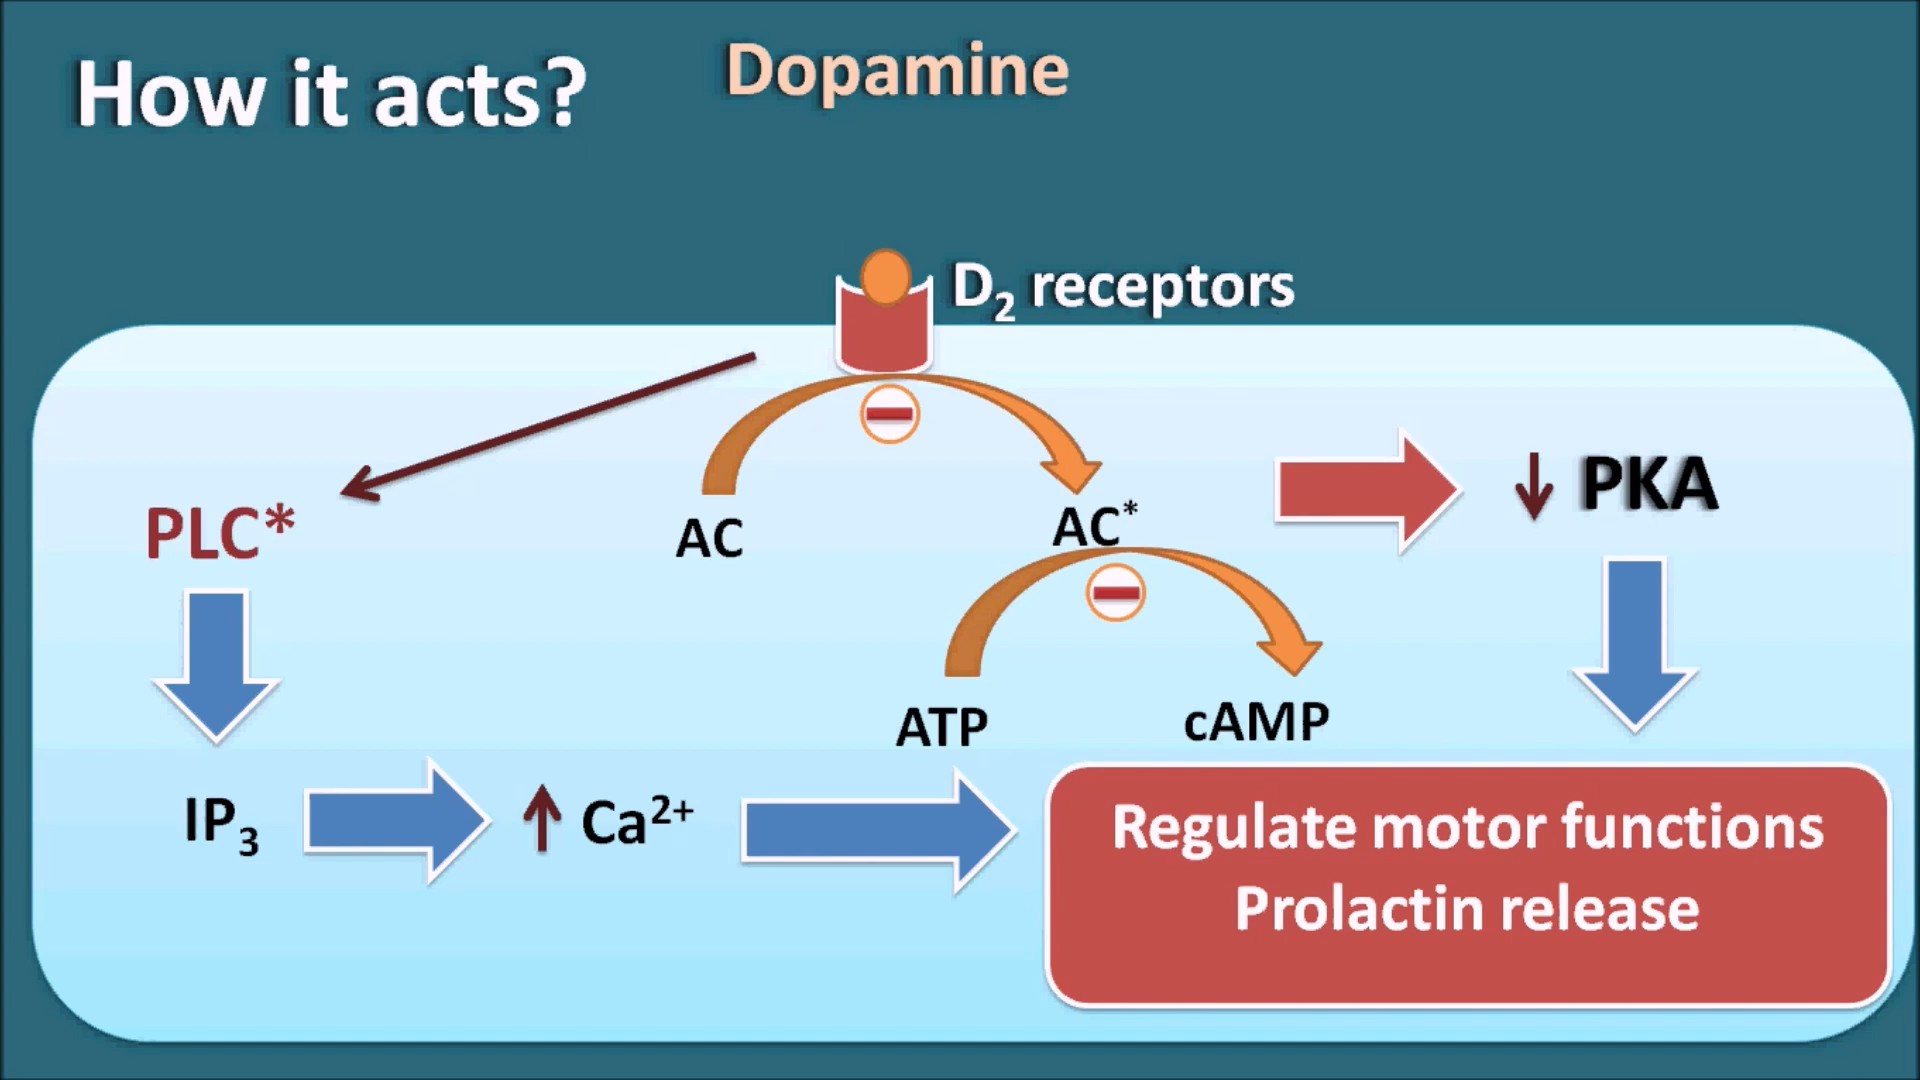 How it acts?
Dopamine
D₂ receptors
PLC*
AC
AC*
↓ PKA
ATP
cAMP
IP₃
↑ Ca²⁺
Regulate motor functions
Prolactin release